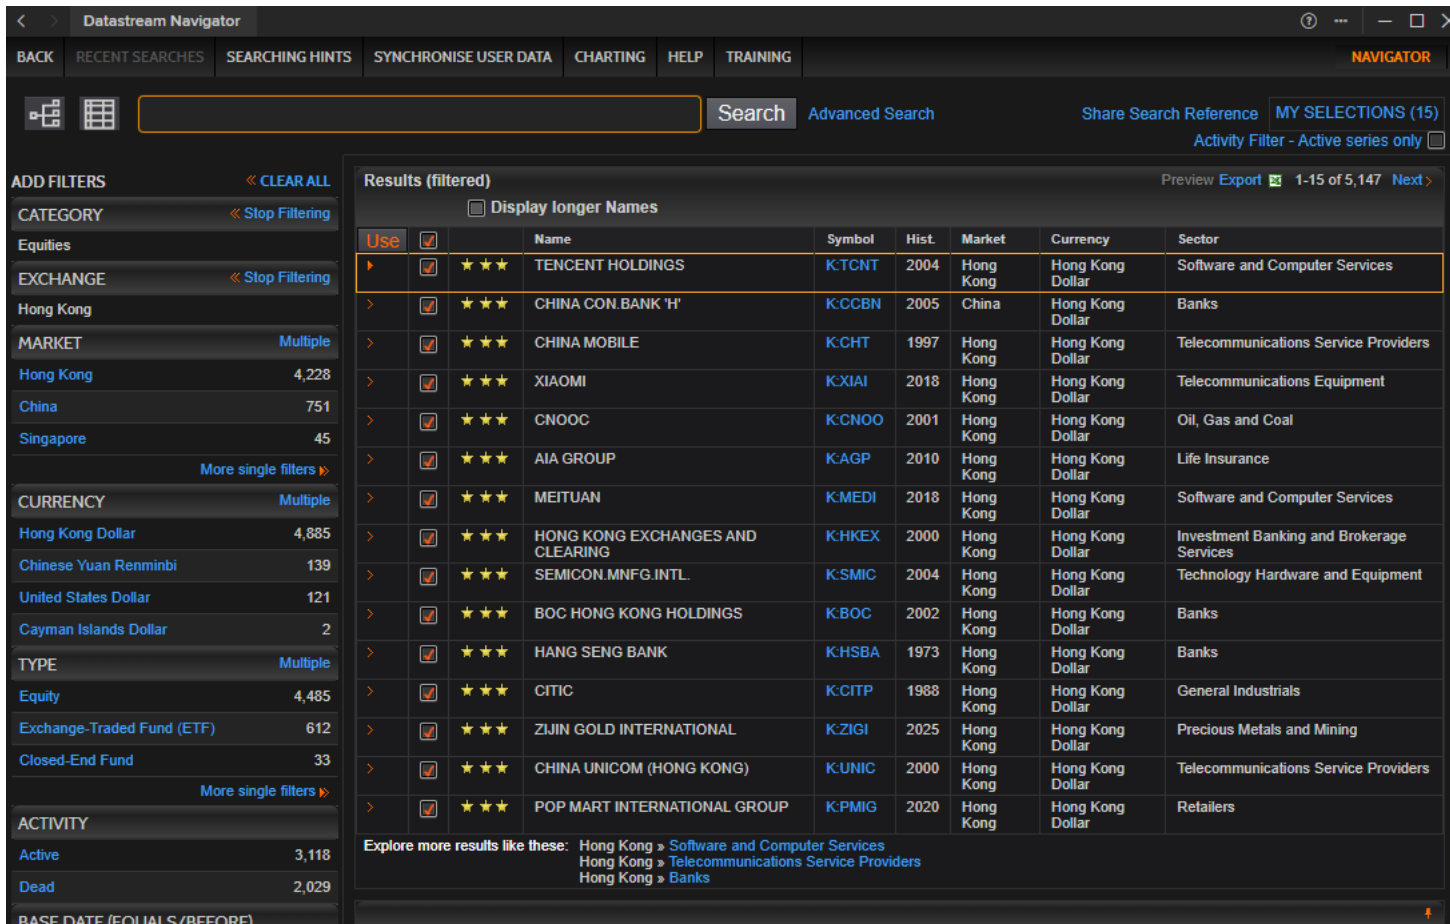 Datastream Navigator
BACK RECENT SEARCHES SEARCHING HINTS SYNCHRONISE USER DATA CHARTING HELP TRAINING NAVIGATOR
Search Advanced Search Share Search Reference MY SELECTIONS (15)
Activity Filter - Active series only
ADD FILTERS « CLEAR ALL
CATEGORY « Stop Filtering
Equities
EXCHANGE « Stop Filtering
Hong Kong
MARKET Multiple
Hong Kong 4,228
China 751
Singapore 45
More single filters »
CURRENCY Multiple
Hong Kong Dollar 4,885
Chinese Yuan Renminbi 139
United States Dollar 121
Cayman Islands Dollar 2
TYPE Multiple
Equity 4,485
Exchange-Traded Fund (ETF) 612
Closed-End Fund 33
More single filters »
ACTIVITY
Active 3,118
Dead 2,029
BASE DATE (EQUALS/BEFORE)
Results (filtered) Preview Export 1-15 of 5,147 Next >
Display longer Names
Use Name Symbol Hist. Market Currency Sector
TENCENT HOLDINGS K:TCNT 2004 Hong Kong Hong Kong Dollar Software and Computer Services
CHINA CON.BANK 'H' K:CCBN 2005 China Hong Kong Dollar Banks
CHINA MOBILE K:CHT 1997 Hong Kong Hong Kong Dollar Telecommunications Service Providers
XIAOMI K:XIAI 2018 Hong Kong Hong Kong Dollar Telecommunications Equipment
CNOOC K:CNOO 2001 Hong Kong Hong Kong Dollar Oil, Gas and Coal
AIA GROUP K:AGP 2010 Hong Kong Hong Kong Dollar Life Insurance
MEITUAN K:MEDI 2018 Hong Kong Hong Kong Dollar Software and Computer Services
HONG KONG EXCHANGES AND CLEARING K:HKEX 2000 Hong Kong Hong Kong Dollar Investment Banking and Brokerage Services
SEMICON.MNFG.INTL. K:SMIC 2004 Hong Kong Hong Kong Dollar Technology Hardware and Equipment
BOC HONG KONG HOLDINGS K:BOC 2002 Hong Kong Hong Kong Dollar Banks
HANG SENG BANK K:HSBA 1973 Hong Kong Hong Kong Dollar Banks
CITIC K:CITP 1988 Hong Kong Hong Kong Dollar General Industrials
ZIJIN GOLD INTERNATIONAL K:ZIGI 2025 Hong Kong Hong Kong Dollar Precious Metals and Mining
CHINA UNICOM (HONG KONG) K:UNIC 2000 Hong Kong Hong Kong Dollar Telecommunications Service Providers
POP MART INTERNATIONAL GROUP K:PMIG 2020 Hong Kong Hong Kong Dollar Retailers
Explore more results like these: Hong Kong » Software and Computer Services
Hong Kong » Telecommunications Service Providers
Hong Kong » Banks